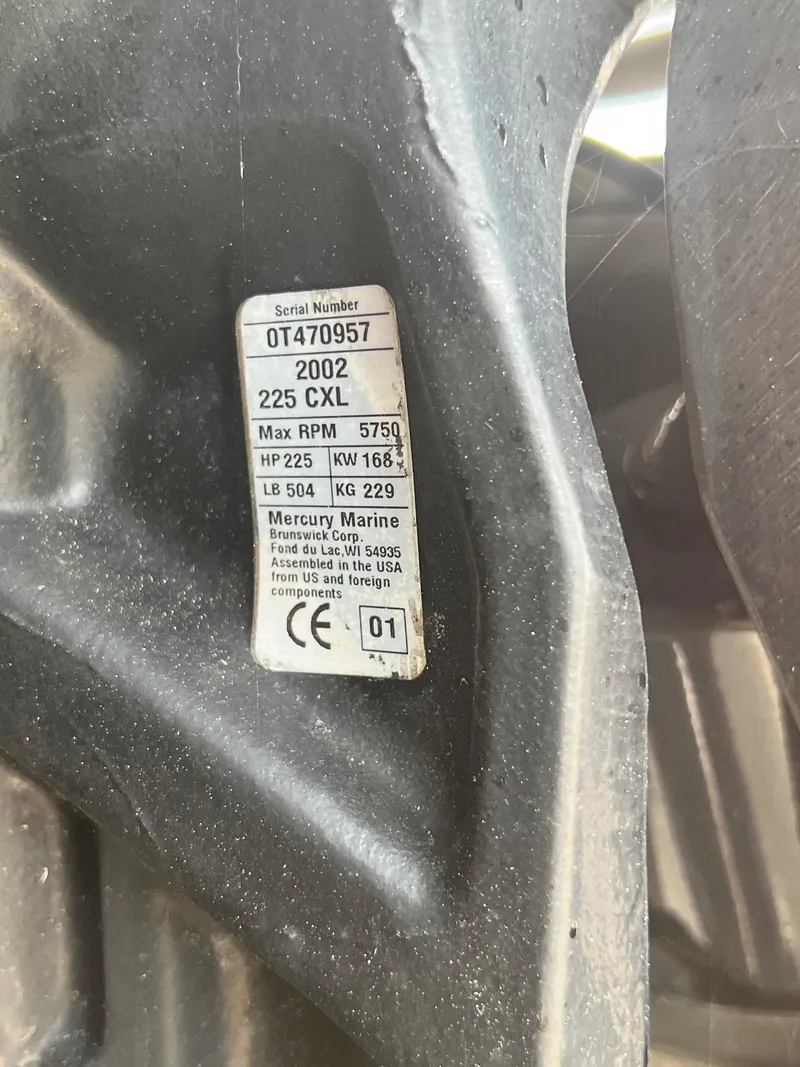 Serial Number
0T470957
2002
225 CXL
Max RPM 5750
HP 225 KW 168
LB 504 KG 229
Mercury Marine
Brunswick Corp.
Fond du Lac,WI 54935
Assembled in the USA
from US and foreign
components
CE 01